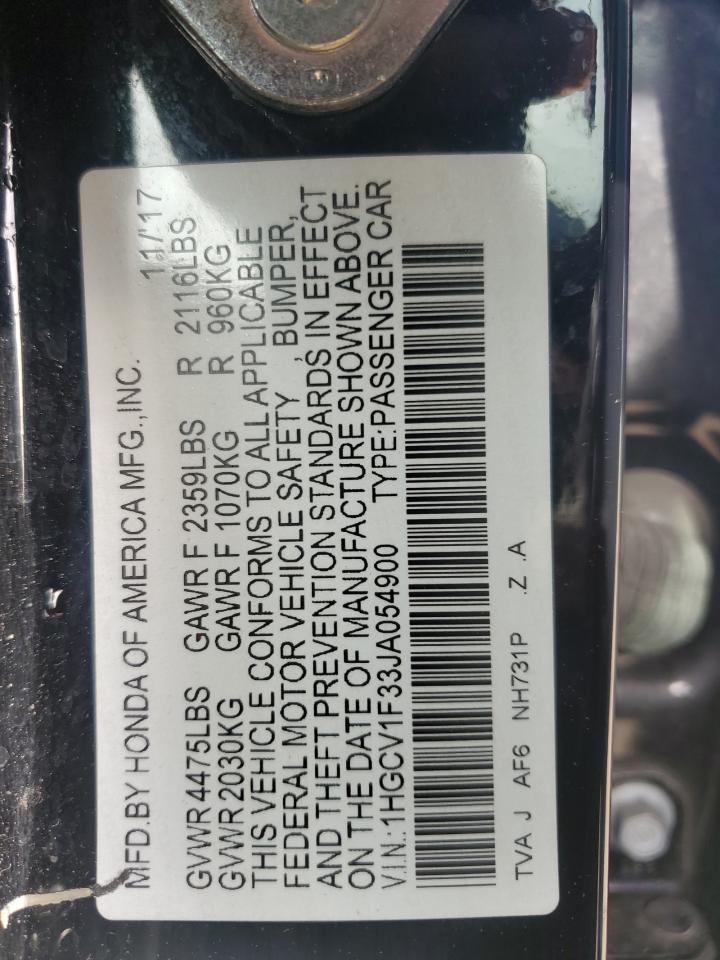 MFD.BY HONDA OF AMERICA MFG.,INC. 11/'17
GVWR 4475LBS GAWR F 2359LBS R 2116LBS
GVWR 2030KG GAWR F 1070KG R 960KG
THIS VEHICLE CONFORMS TO ALL APPLICABLE
FEDERAL MOTOR VEHICLE SAFETY, BUMPER,
AND THEFT PREVENTION STANDARDS IN EFFECT
ON THE DATE OF MANUFACTURE SHOWN ABOVE.
V.I.N.:1HGCV1F33JA054900 TYPE:PASSENGER CAR
TVA J AF6 NH731P .Z .A